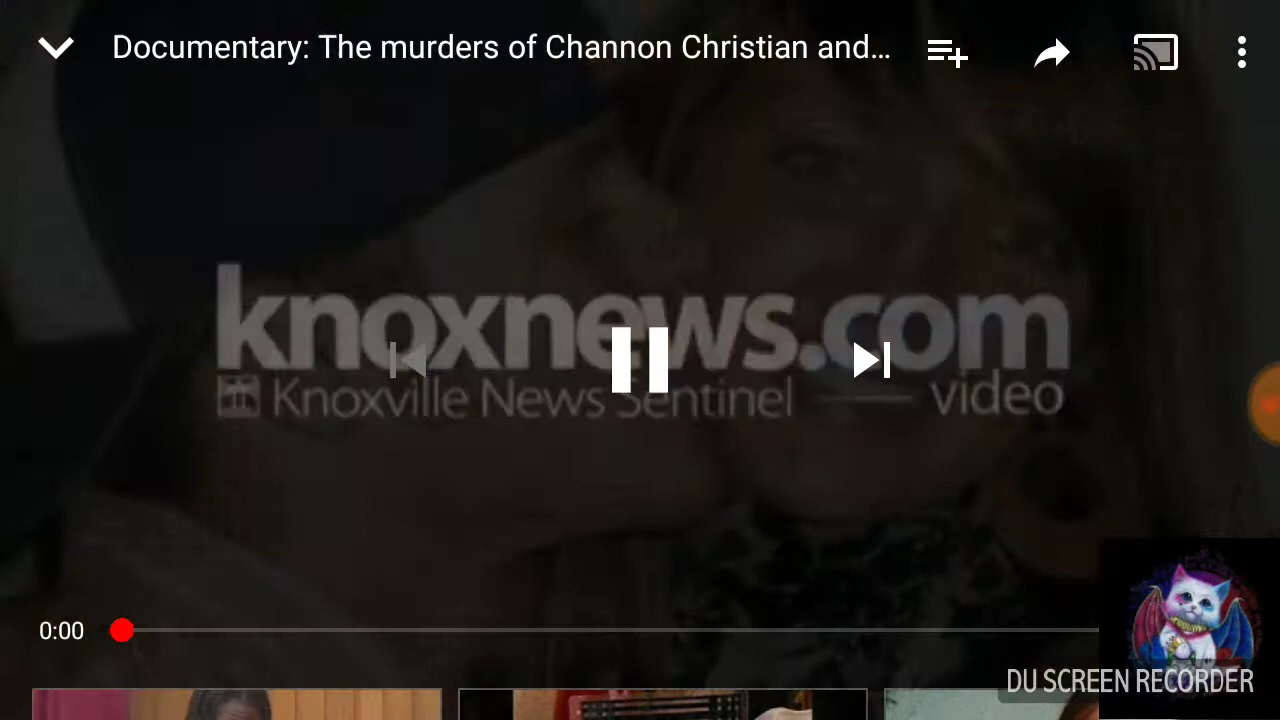 Documentary: The murders of Channon Christian and...
knoxnews.com
Knoxville News Sentinel video
0:00
DU SCREEN RECORDER